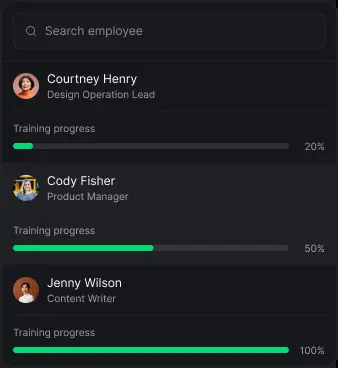 Search employee
Courtney Henry
Design Operation Lead
Training progress
20%
Cody Fisher
Product Manager
Training progress
50%
Jenny Wilson
Content Writer
Training progress
100%